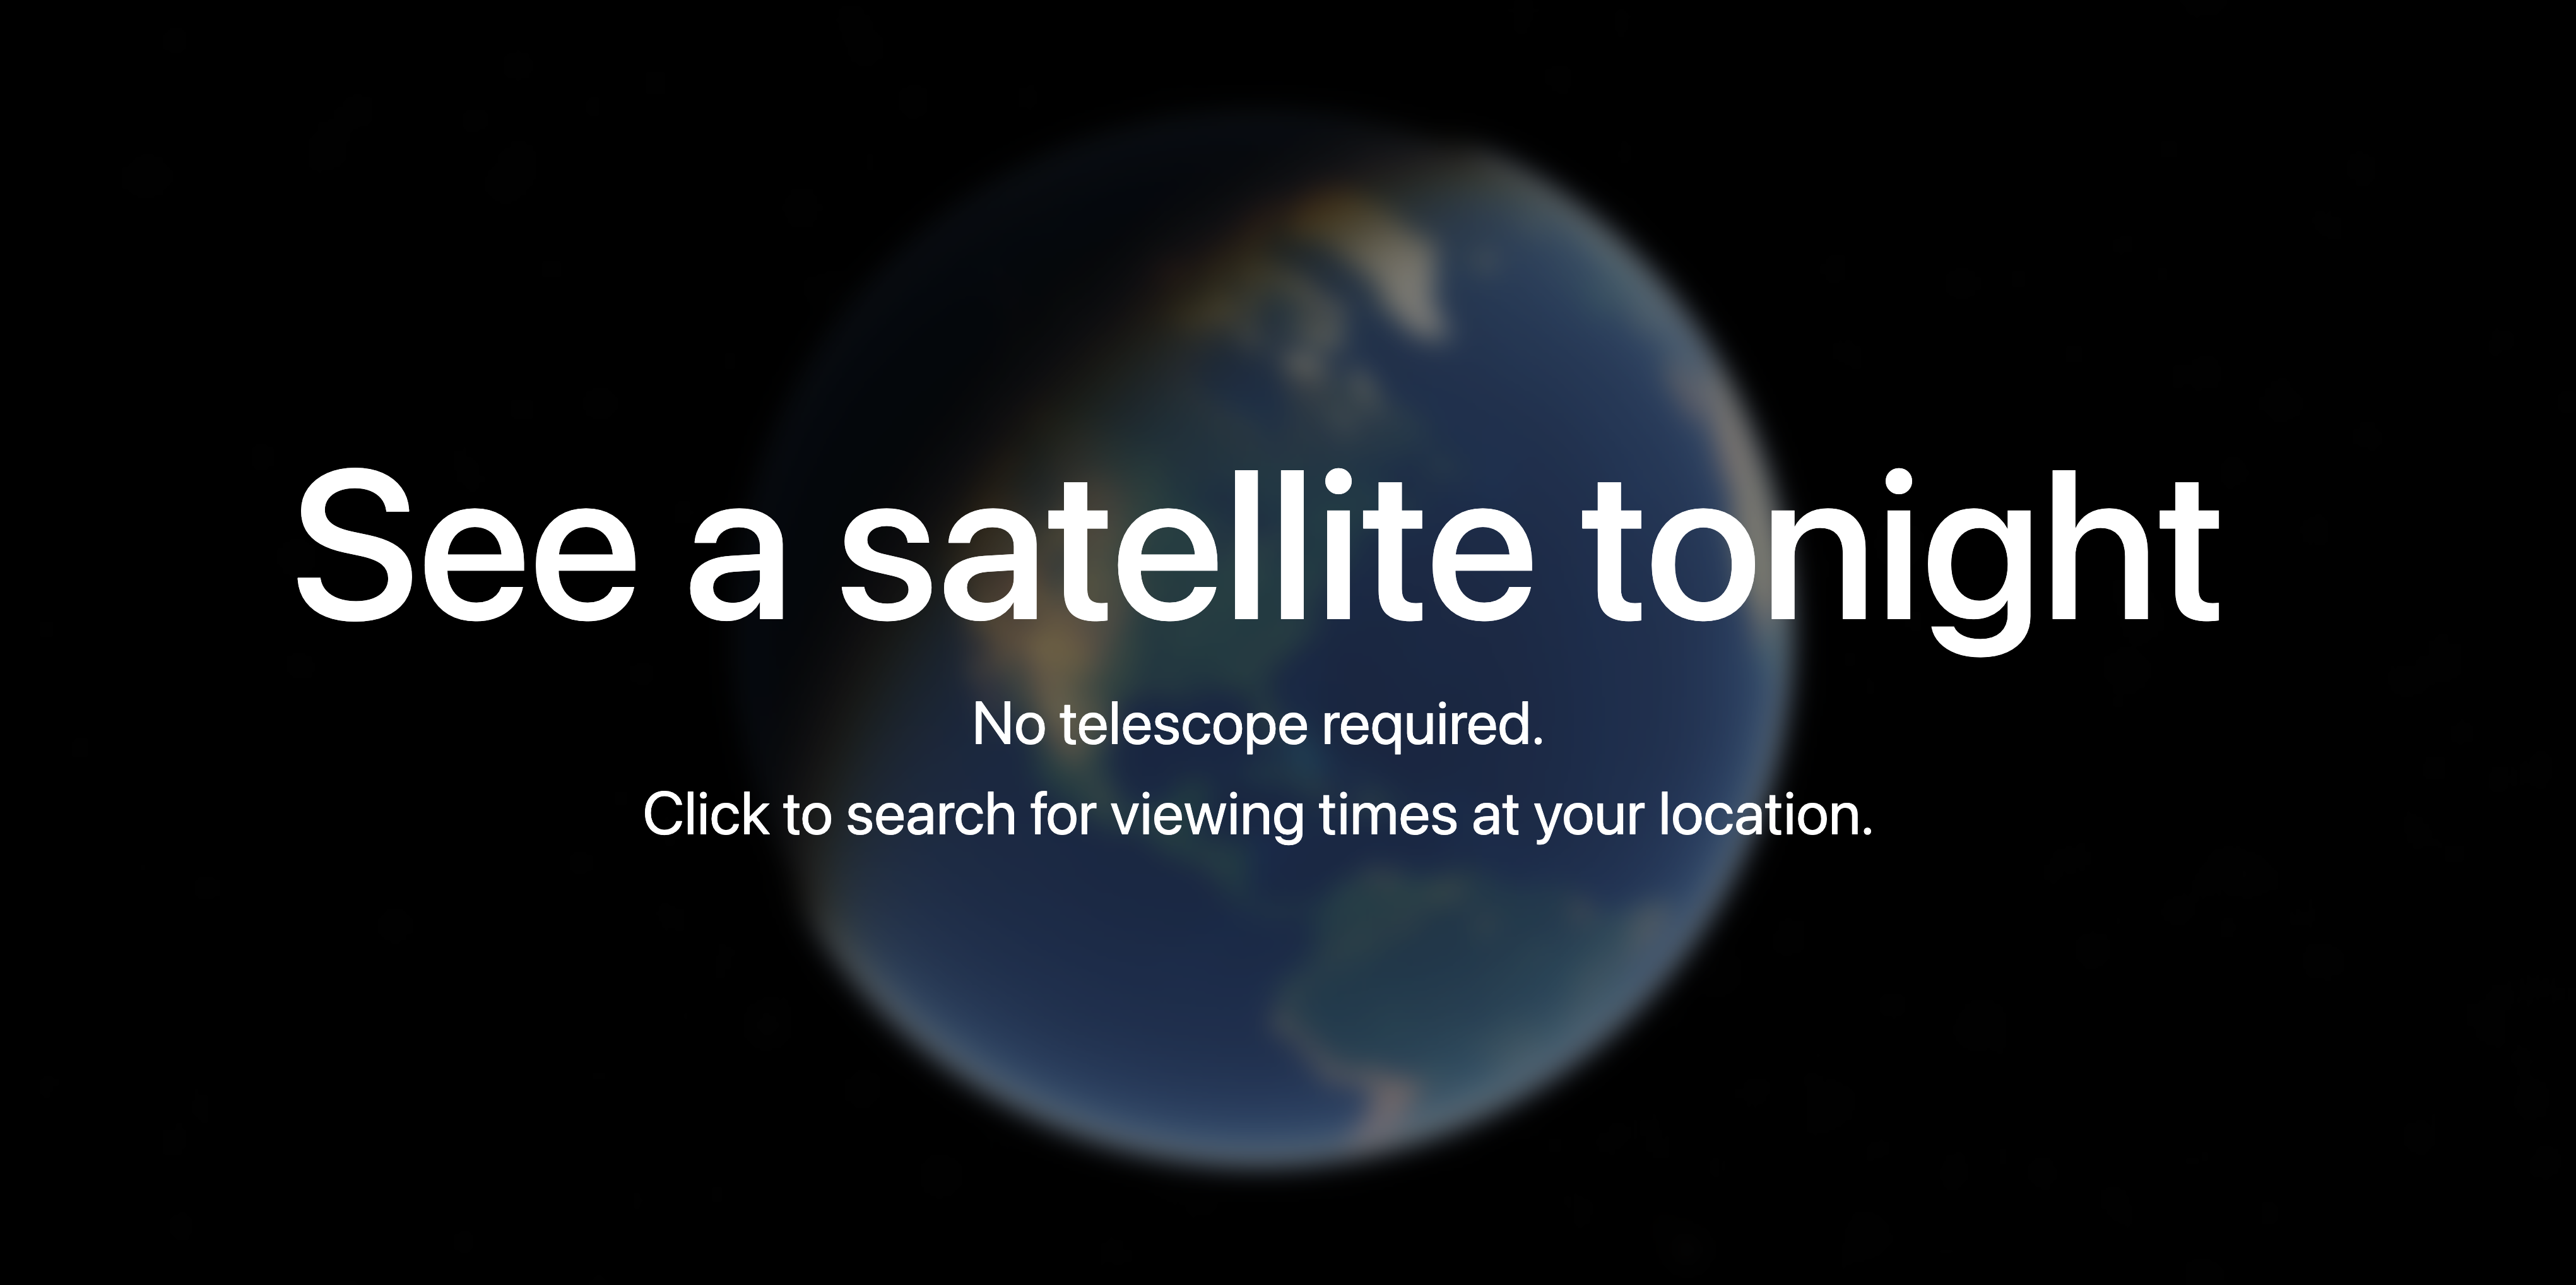 See a satellite tonight
No telescope required.
Click to search for viewing times at your location.